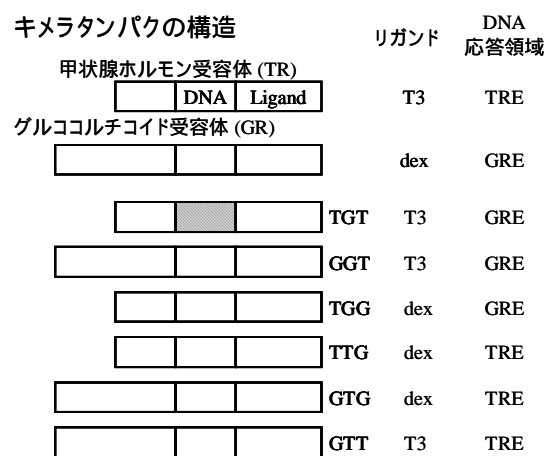 キメラタンパクの構造
リガンド
DNA
応答領域
甲状腺ホルモン受容体 (TR)
DNA Ligand T3 TRE
グルココルチコイド受容体 (GR)
dex GRE
TGT T3 GRE
GGT T3 GRE
TGG dex GRE
TTG dex TRE
GTG dex TRE
GTT T3 TRE